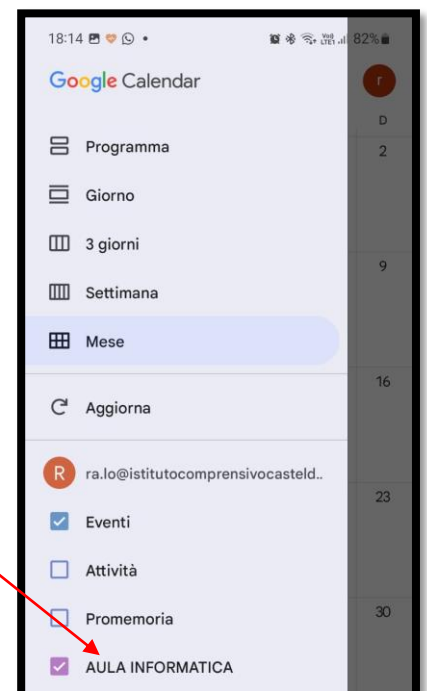 18:14 82%
Google Calendar
r
D
Programma
2
Giorno
3 giorni
9
Settimana
Mese
16
Aggiorna
R ra.lo@istitutocomprensivocasteld..
23
Eventi
Attività
Promemoria
30
AULA INFORMATICA